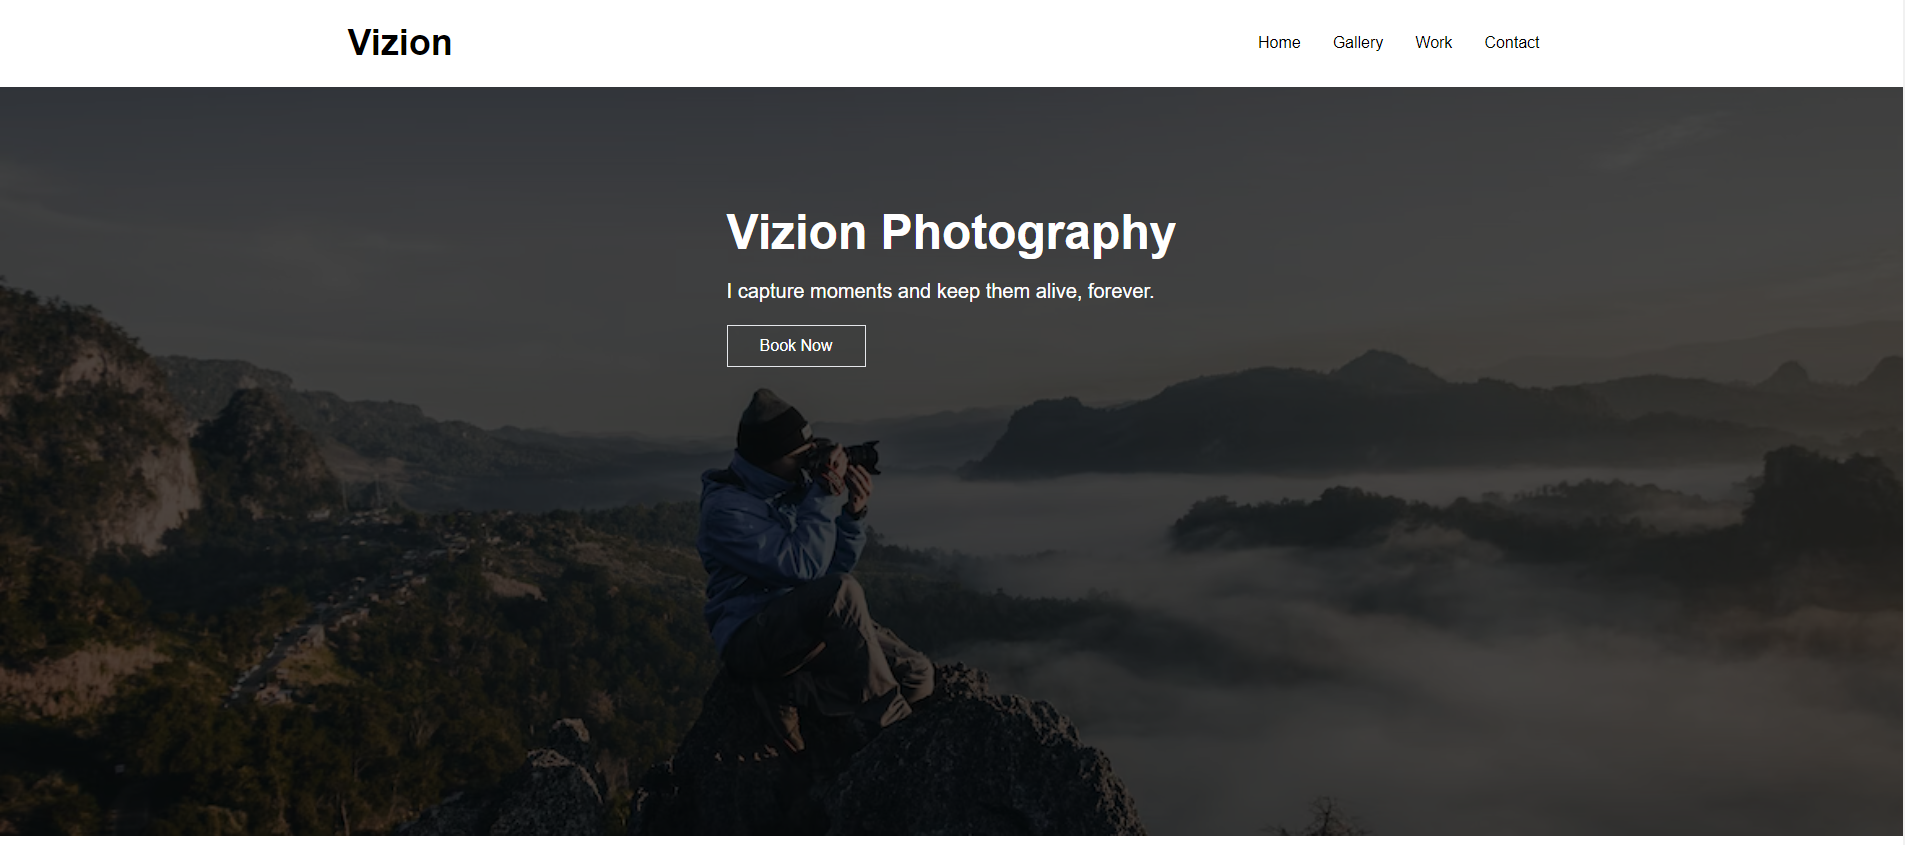 Vizion
Home Gallery Work Contact
Vizion Photography
I capture moments and keep them alive, forever.
Book Now